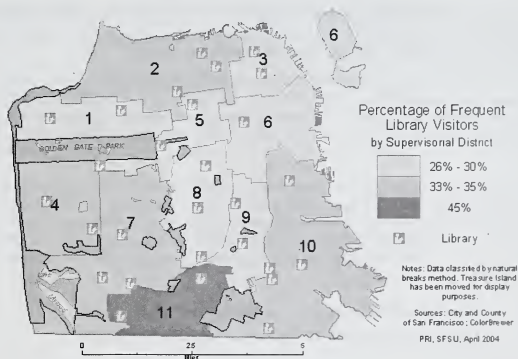 6
2
3
1
5
6
GOLDEN GATE PARK
4
7
8
9
10
11
0
25
5
Percentage of Frequent
Library Visitors
by Supervisorial District
26% - 30%
33% - 35%
45%
Library
Notes: Data classified by natural
breaks method. Treasure Island
has been moved for display
purposes.
Sources: City and County
of San Francisco; ColorBrewer
PRI, SFSU, April 2004